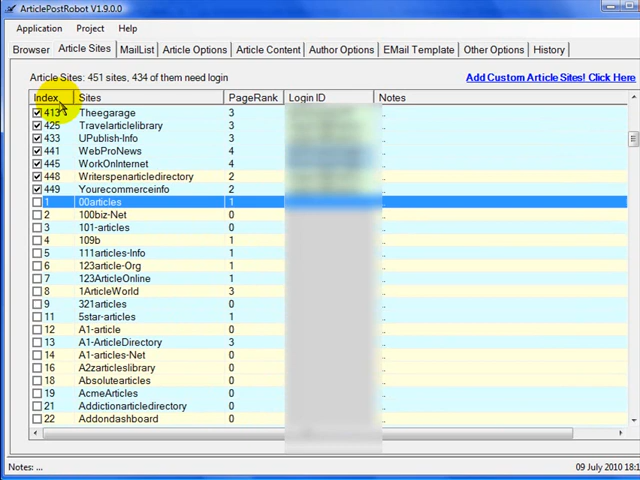 ArticlePostRobot V1.9.0.0
Application Project Help
Browser Article Sites MailList Article Options Article Content Author Options EMail Template Other Options History
Article Sites: 451 sites, 434 of them need login Add Custom Article Sites! Click Here
Index Sites PageRank Login ID Notes
413 Theegarage 3 ..
425 Travelarticlelibrary 3 ..
433 UPublish-Info 3 ..
441 WebProNews 4 ..
445 WorkOnInternet 4 ..
448 Writerspenarticledirectory 2 ..
449 Yourecommerceinfo 2 ..
1 00articles 1 ..
2 100biz-Net 0 ..
3 101-articles 0 ..
4 109b 1 ..
5 111articles-Info 1 ..
6 123article-Org 1 ..
7 123ArticleOnline 1 ..
8 1ArticleWorld 3 ..
9 321articles 0 ..
11 5star-articles 1 ..
12 A1-article 0 ..
13 A1-ArticleDirectory 3 ..
14 A1-articles-Net 0 ..
16 A2zarticleslibrary 0 ..
18 Absolutearticles 0 ..
19 AcmeArticles 0 ..
21 Addictionarticledirectory 0 ..
22 Addondashboard 0 ..
Notes: ... 09 July 2010 18:1